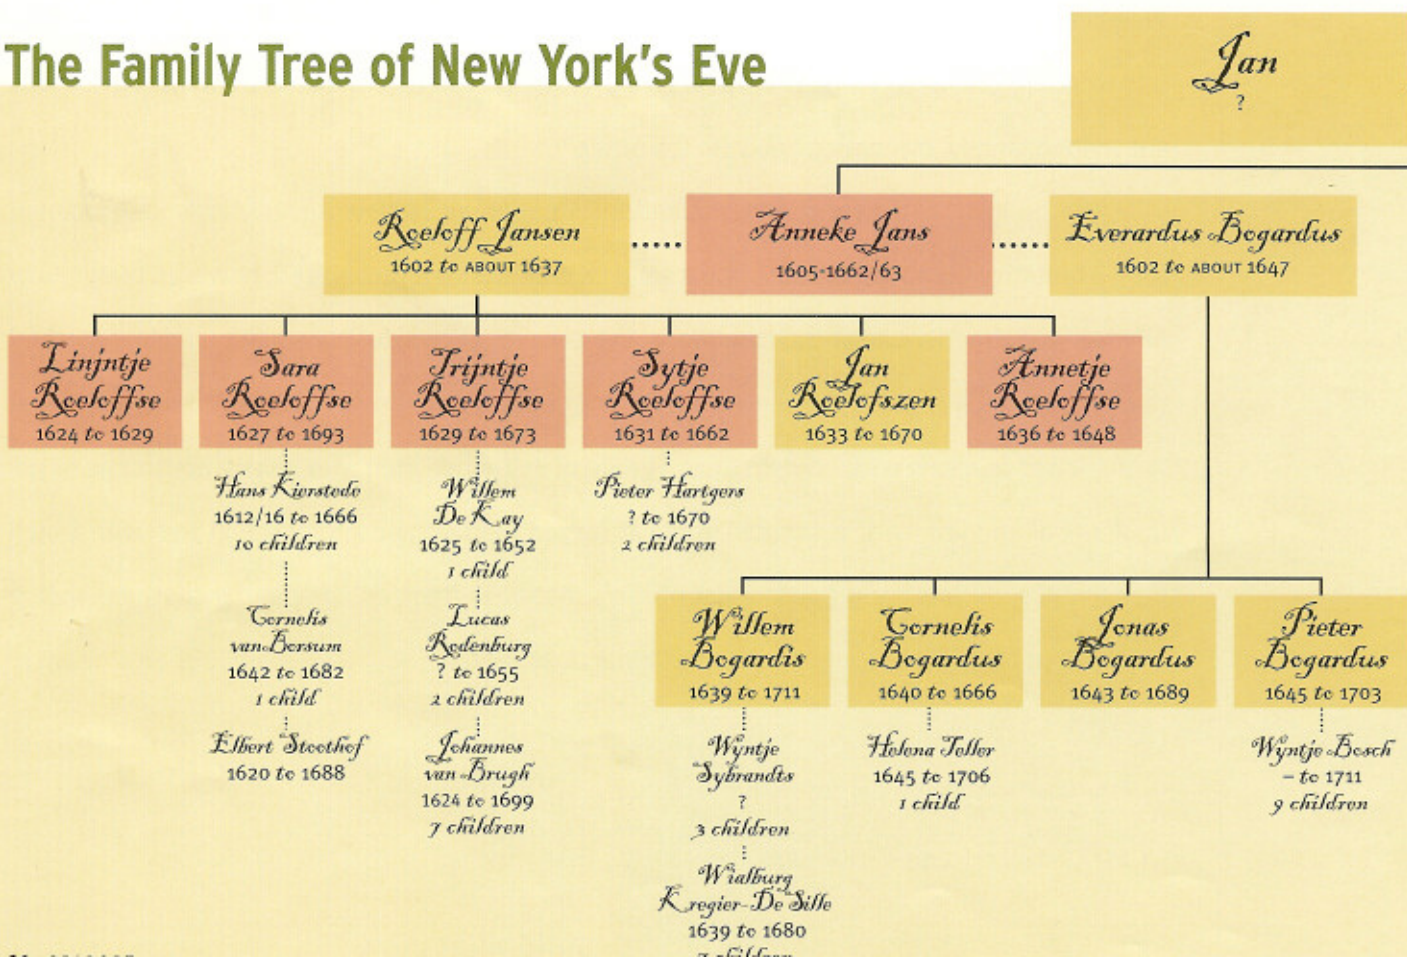 The Family Tree of New York's Eve
Jan
?
Roeloff Jansen
1602 to ABOUT 1637
Anneke Jans
1605-1662/63
Everardus Bogardus
1602 to ABOUT 1647
Linjntje
Roeloffse
1624 to 1629
Sara
Roeloffse
1627 to 1693
Trijntje
Roeloffse
1629 to 1673
Sytje
Roeloffse
1631 to 1662
Jan
Roelofszen
1633 to 1670
Annetje
Roeloffse
1636 to 1648
Hans Kierstede
1612/16 to 1666
10 children
Cornelis
van Borsum
1642 to 1682
1 child
Elbert Stoothof
1620 to 1688
Willem
De Kay
1625 to 1652
1 child
Lucas
Rodenburg
? to 1655
2 children
Johannes
van Brugh
1624 to 1699
7 children
Pieter Hartgers
? to 1670
2 children
Willem
Bogardis
1639 to 1711
Cornelis
Bogardus
1640 to 1666
Jonas
Bogardus
1643 to 1689
Pieter
Bogardus
1645 to 1703
Wyntje
Sybrandts
?
3 children
Wialburg
Kregier-De Sille
1639 to 1680
children
Helena Teller
1645 to 1706
1 child
Wyntje Bosch
– to 1711
9 children